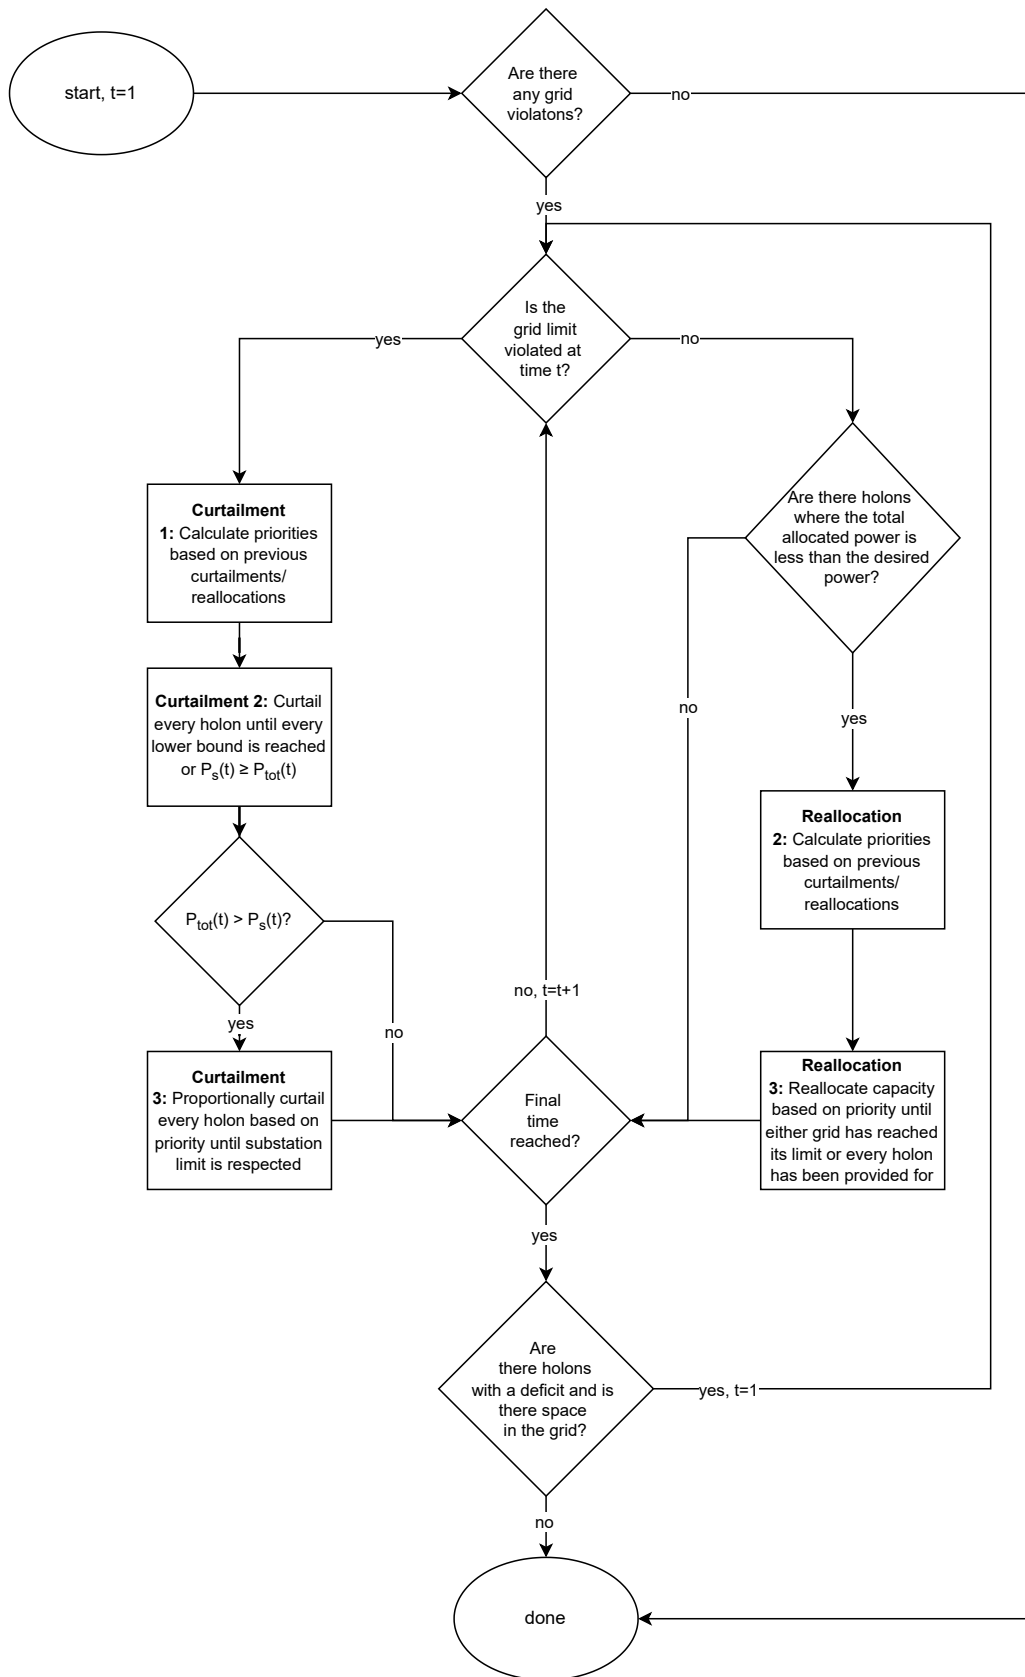 start, t=1
Are there
any grid
violatons?
no
yes
Is the
grid limit
violated at
time t?
yes
no
Curtailment
1: Calculate priorities
based on previous
curtailments/
reallocations
Are there holons
where the total
allocated power is
less than the desired
power?
Curtailment 2: Curtail
every holon until every
lower bound is reached
or Ps(t) ≥ Ptot(t)
no
yes
Reallocation
2: Calculate priorities
based on previous
curtailments/
reallocations
Ptot(t) > Ps(t)?
no, t=t+1
yes
no
Curtailment
3: Proportionally curtail
every holon based on
priority until substation
limit is respected
Final
time
reached?
Reallocation
3: Reallocate capacity
based on priority until
either grid has reached
its limit or every holon
has been provided for
yes
Are
there holons
with a deficit and is
there space
in the grid?
yes, t=1
no
done